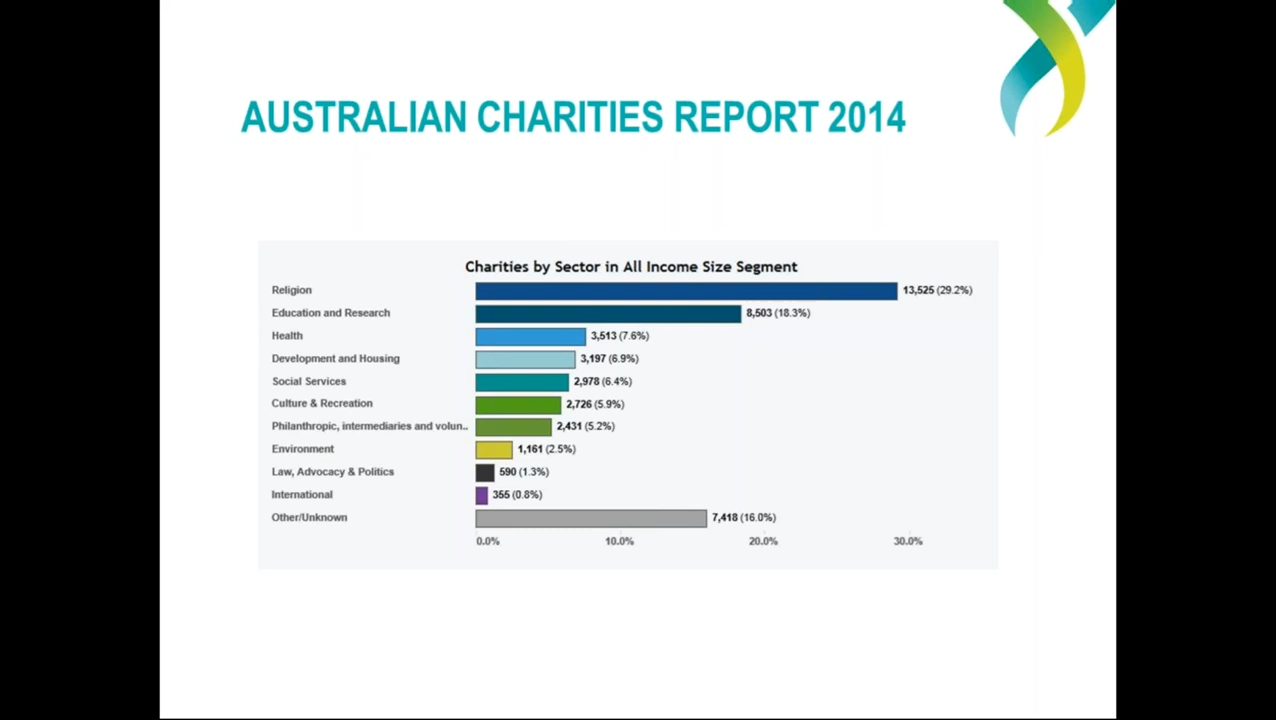 AUSTRALIAN CHARITIES REPORT 2014
Charities by Sector in All Income Size Segment
Religion 13,525 (29.2%)
Education and Research 8,503 (18.3%)
Health 3,513 (7.6%)
Development and Housing 3,197 (6.9%)
Social Services 2,978 (6.4%)
Culture & Recreation 2,726 (5.9%)
Philanthropic, intermediaries and volun.. 2,431 (5.2%)
Environment 1,161 (2.5%)
Law, Advocacy & Politics 590 (1.3%)
International 355 (0.8%)
Other/Unknown 7,418 (16.0%)
0.0% 10.0% 20.0% 30.0%